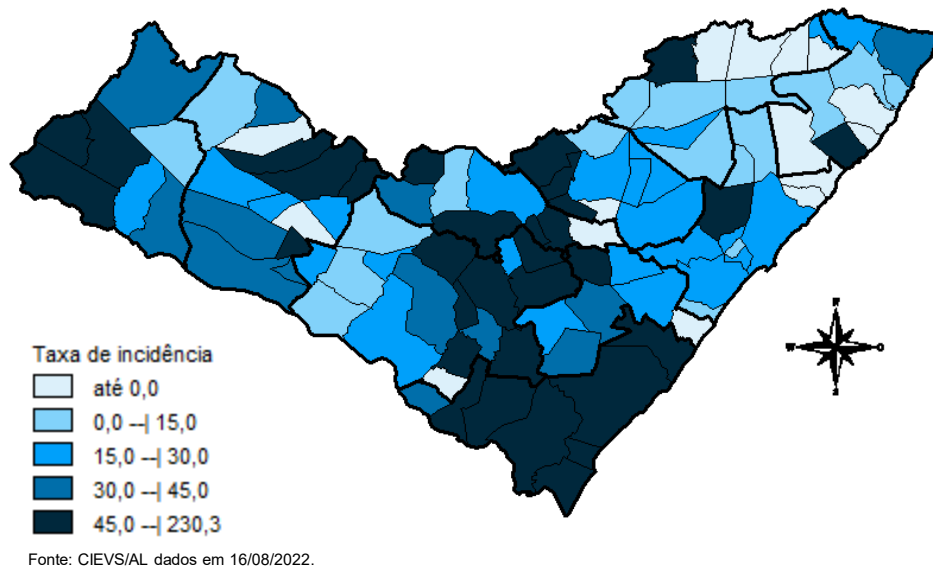 Taxa de incidência
até 0,0
0,0 --| 15,0
15,0 --| 30,0
30,0 --| 45,0
45,0 --| 230,3
Fonte: CIEVS/AL dados em 16/08/2022.